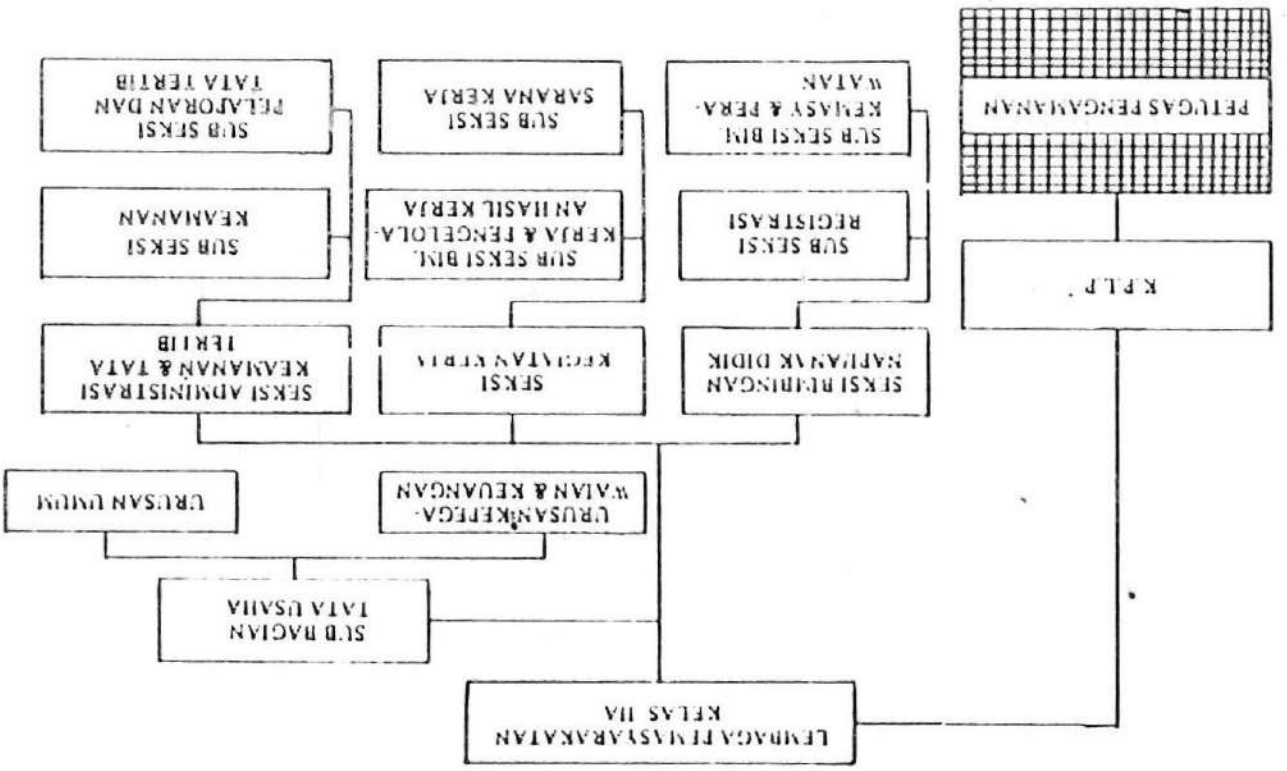 LEMBAGA PEMASYARAKATAN
KELAS IIA
SUB BAGIAN
TATA USAHA
URUSAN KEPEGA-
WAIAN & KEUANGAN
URUSAN UMUM
SEKSI BIMBINGAN
NAPI/ANAK DIDIK
SEKSI
KEGIATAN KERJA
SEKSI ADMINISTRASI
KEAMANAN & TATA
TERTIB
K.P.L.P
SUB SEKSI
REGISTRASI
SUB SEKSI BIM.
KERJA & PENGELOLA-
AN HASIL KERJA
SUB SEKSI
KEAMANAN
PETUGAS PENGAMANAN
SUB SEKSI BIM.
KEMASY & PERA-
WATAN
SUB SEKSI
SARANA KERJA
SUB SEKSI
PELAPORAN DAN
TATA TERTIB